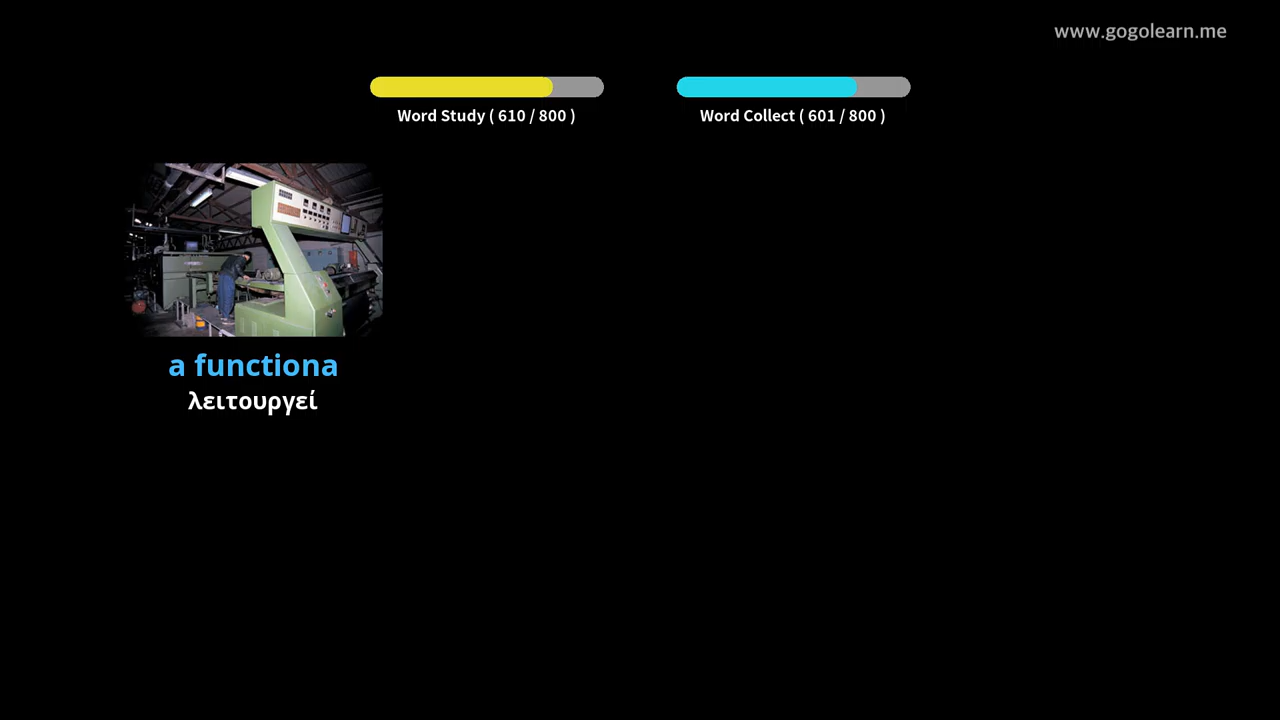 www.gogolearn.me
Word Study ( 610 / 800 )
Word Collect ( 601 / 800 )
a functiona
λειτουργεί